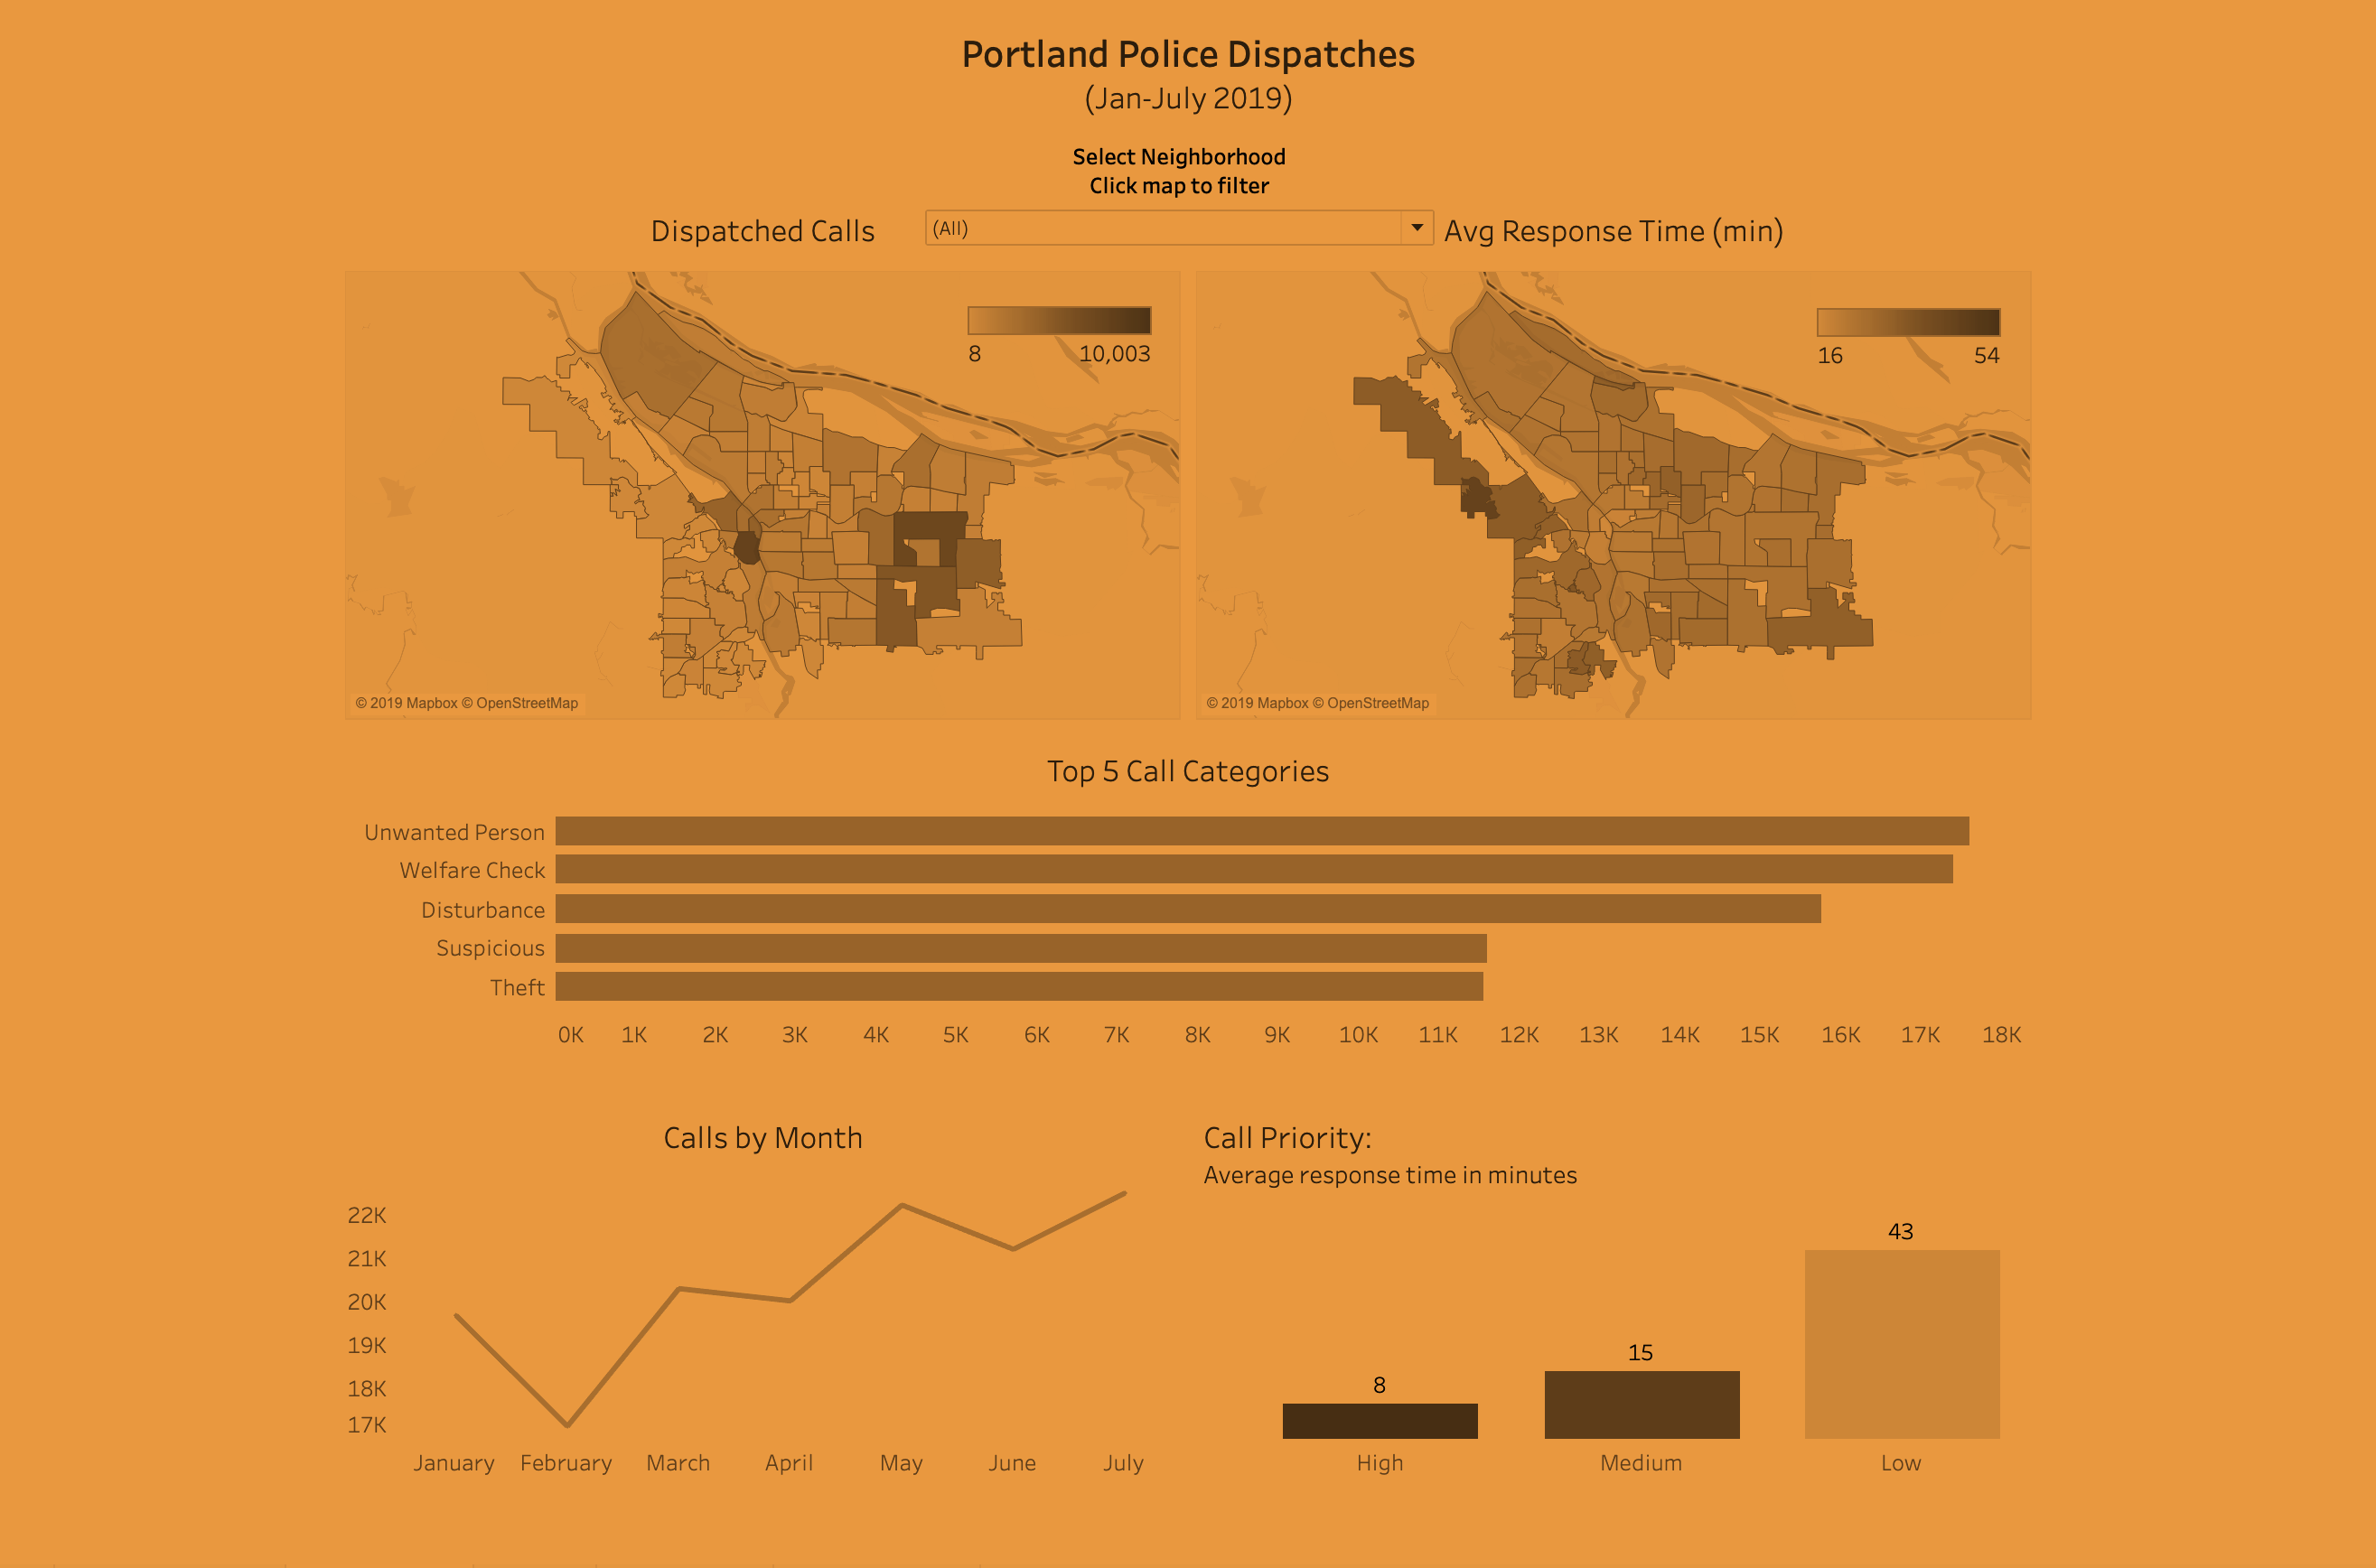 Portland Police Dispatches
(Jan-July 2019)
Select Neighborhood
Click map to filter
Dispatched Calls
(All)
Avg Response Time (min)
8
10,003
© 2019 Mapbox © OpenStreetMap
16
54
© 2019 Mapbox © OpenStreetMap
Top 5 Call Categories
Unwanted Person
Welfare Check
Disturbance
Suspicious
Theft
0K 1K 2K 3K 4K 5K 6K 7K 8K 9K 10K 11K 12K 13K 14K 15K 16K 17K 18K
Calls by Month
22K
21K
20K
19K
18K
17K
January February March April May June July
Call Priority:
Average response time in minutes
8
15
43
High Medium Low